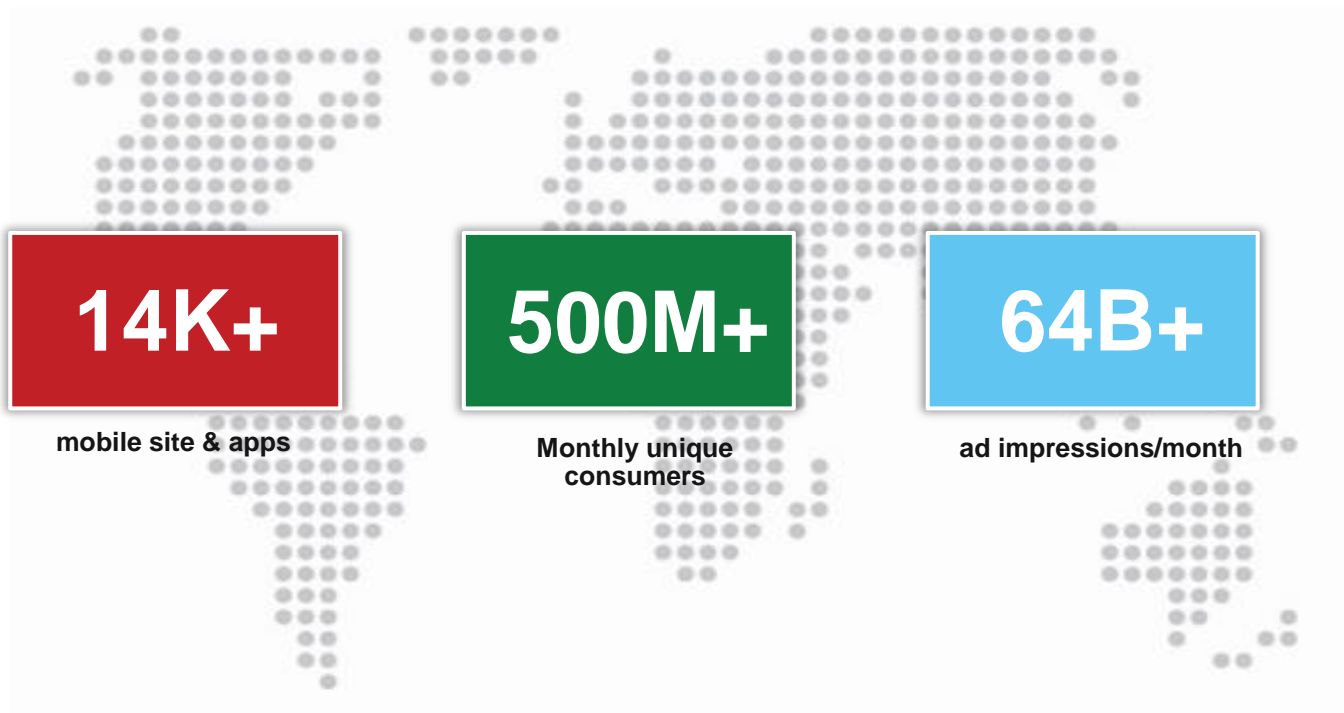 14K+
mobile site & apps
500M+
Monthly unique
consumers
64B+
ad impressions/month